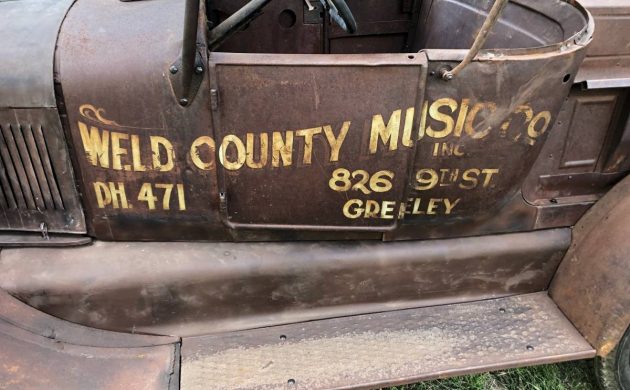 WELD COUNTY MUSIC CO
INC.
PH. 471
826 9TH ST.
GREELEY